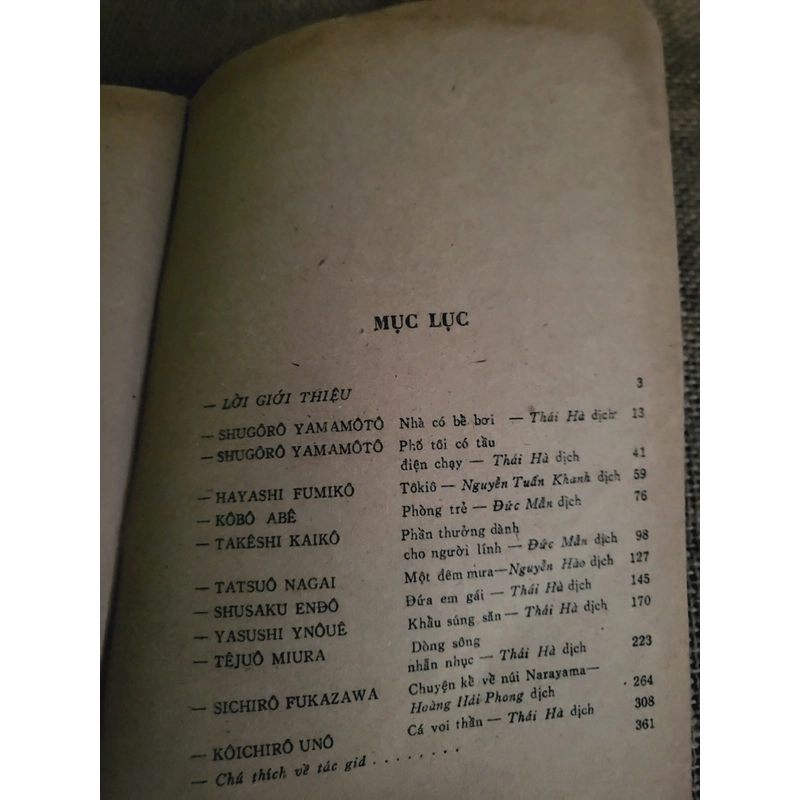 MỤC LỤC
— LỜI GIỚI THIỆU 3
— SHUGÔRÔ YAMAMÔTÔ Nhà có bề bơi — Thái Hà dịch 13
— SHUGÔRÔ YAMAMÔTÔ Phố tôi có tầu
điện chạy — Thái Hà dịch 41
— HAYASHI FUMIKÔ Tôkiô — Nguyễn Tuấn Khanh dịch 59
— KÔBÔ ABÊ Phòng trẻ — Đức Mẫn dịch 76
— TAKÊSHI KAIKÔ Phần thưởng dành
cho người lính — Đức Mẫn dịch 98
— TATSUÔ NAGAI Một đêm mưa—Nguyễn Hào dịch 127
— SHUSAKU ENĐÔ Đứa em gái — Thái Hà dịch 145
— YASUSHI YNÔUÊ Khẩu súng săn — Thái Hà dịch 170
— TÊJUÔ MIURA Dòng sông
nhẫn nhục — Thái Hà dịch 223
— SICHIRÔ FUKAZAWA Chuyện kề về núi Narayama—
Hoàng Hải Phong dịch 264
— KÔICHIRÔ UNÔ Cá voi thần — Thái Hà dịch 308
— Chú thích về tác giả . . . . . . . . 361